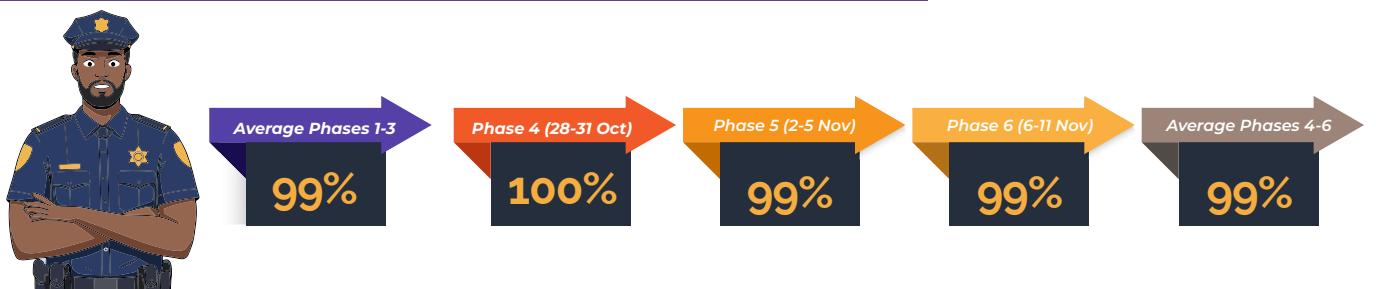 Average Phases 1-3
99%
Phase 4 (28-31 Oct)
100%
Phase 5 (2-5 Nov)
99%
Phase 6 (6-11 Nov)
99%
Average Phases 4-6
99%